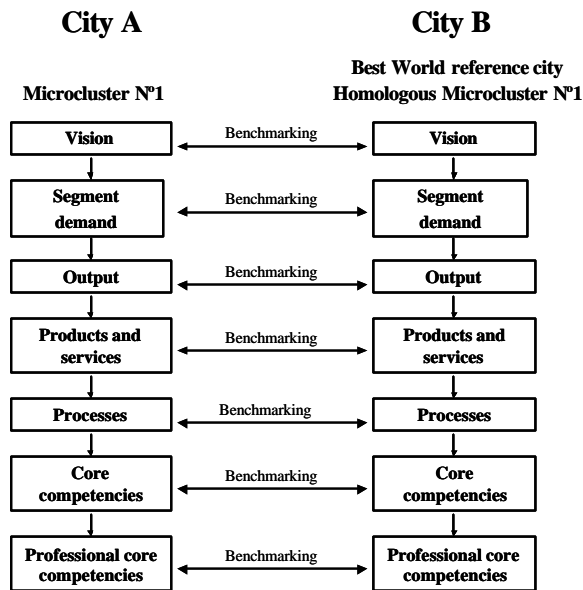 City A
City B
Best World reference city
Microcluster Nº1
Homologous Microcluster Nº1
Vision
Benchmarking
Vision
Segment
demand
Benchmarking
Segment
demand
Output
Benchmarking
Output
Products and
services
Benchmarking
Products and
services
Processes
Benchmarking
Processes
Core
competencies
Benchmarking
Core
competencies
Professional core
competencies
Benchmarking
Professional core
competencies